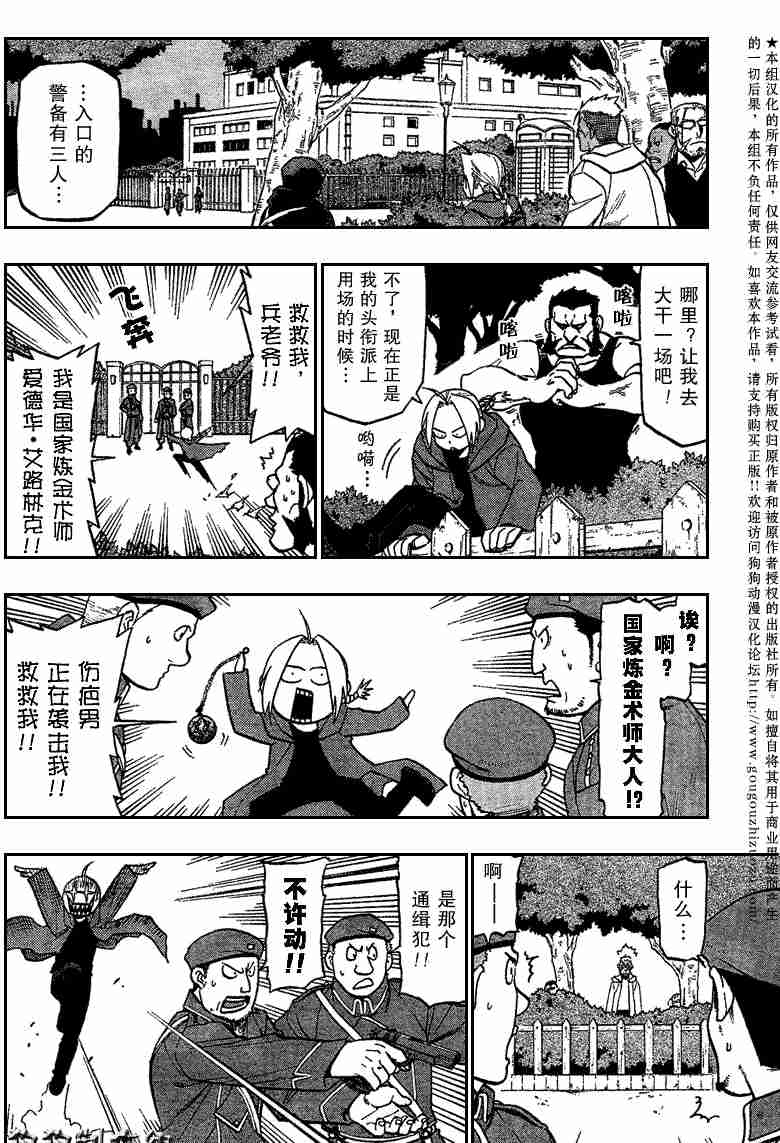 …入口的
警备有三人…
哪里？让我去
大干一场吧！
喀啦
喀啦
不了，现在正是
我的头衔派上
用场的时候…
哟嗬…
飞奔
救救我，
兵老爷！！
我是国家炼金术师
爱德华·艾路林克！！
诶？
啊？
国家炼金术师大人！？
伤疤男
正在袭击我！！
救救我！！
什么…
啊——
是那个
通缉犯！！
不许动！！
★本组汉化的所有作品，仅供网友交流参考试看，所有版权归原作者和被原作者授权的出版社所有。如擅自将其用于商业用途
的一切后果，本组不负任何责任。如喜欢本作品，请支持购买正版！！欢迎访问狗狗动漫汉化论坛